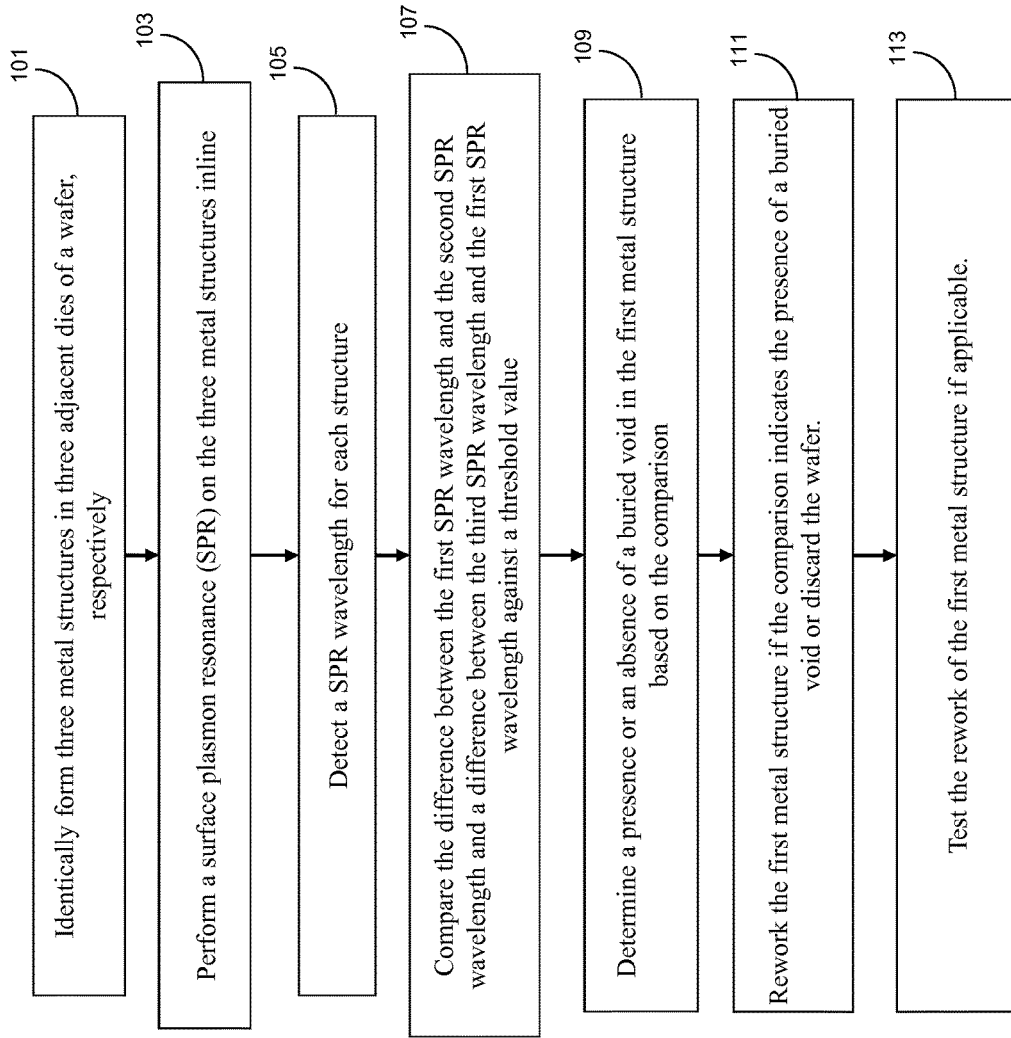 101
Identically form three metal structures in three adjacent dies of a wafer,
respectively
103
Perform a surface plasmon resonance (SPR) on the three metal structures inline
105
Detect a SPR wavelength for each structure
107
Compare the difference between the first SPR wavelength and the second SPR
wavelength and a difference between the third SPR wavelength and the first SPR
wavelength against a threshold value
109
Determine a presence or an absence of a buried void in the first metal structure
based on the comparison
111
Rework the first metal structure if the comparison indicates the presence of a buried
void or discard the wafer.
113
Test the rework of the first metal structure if applicable.